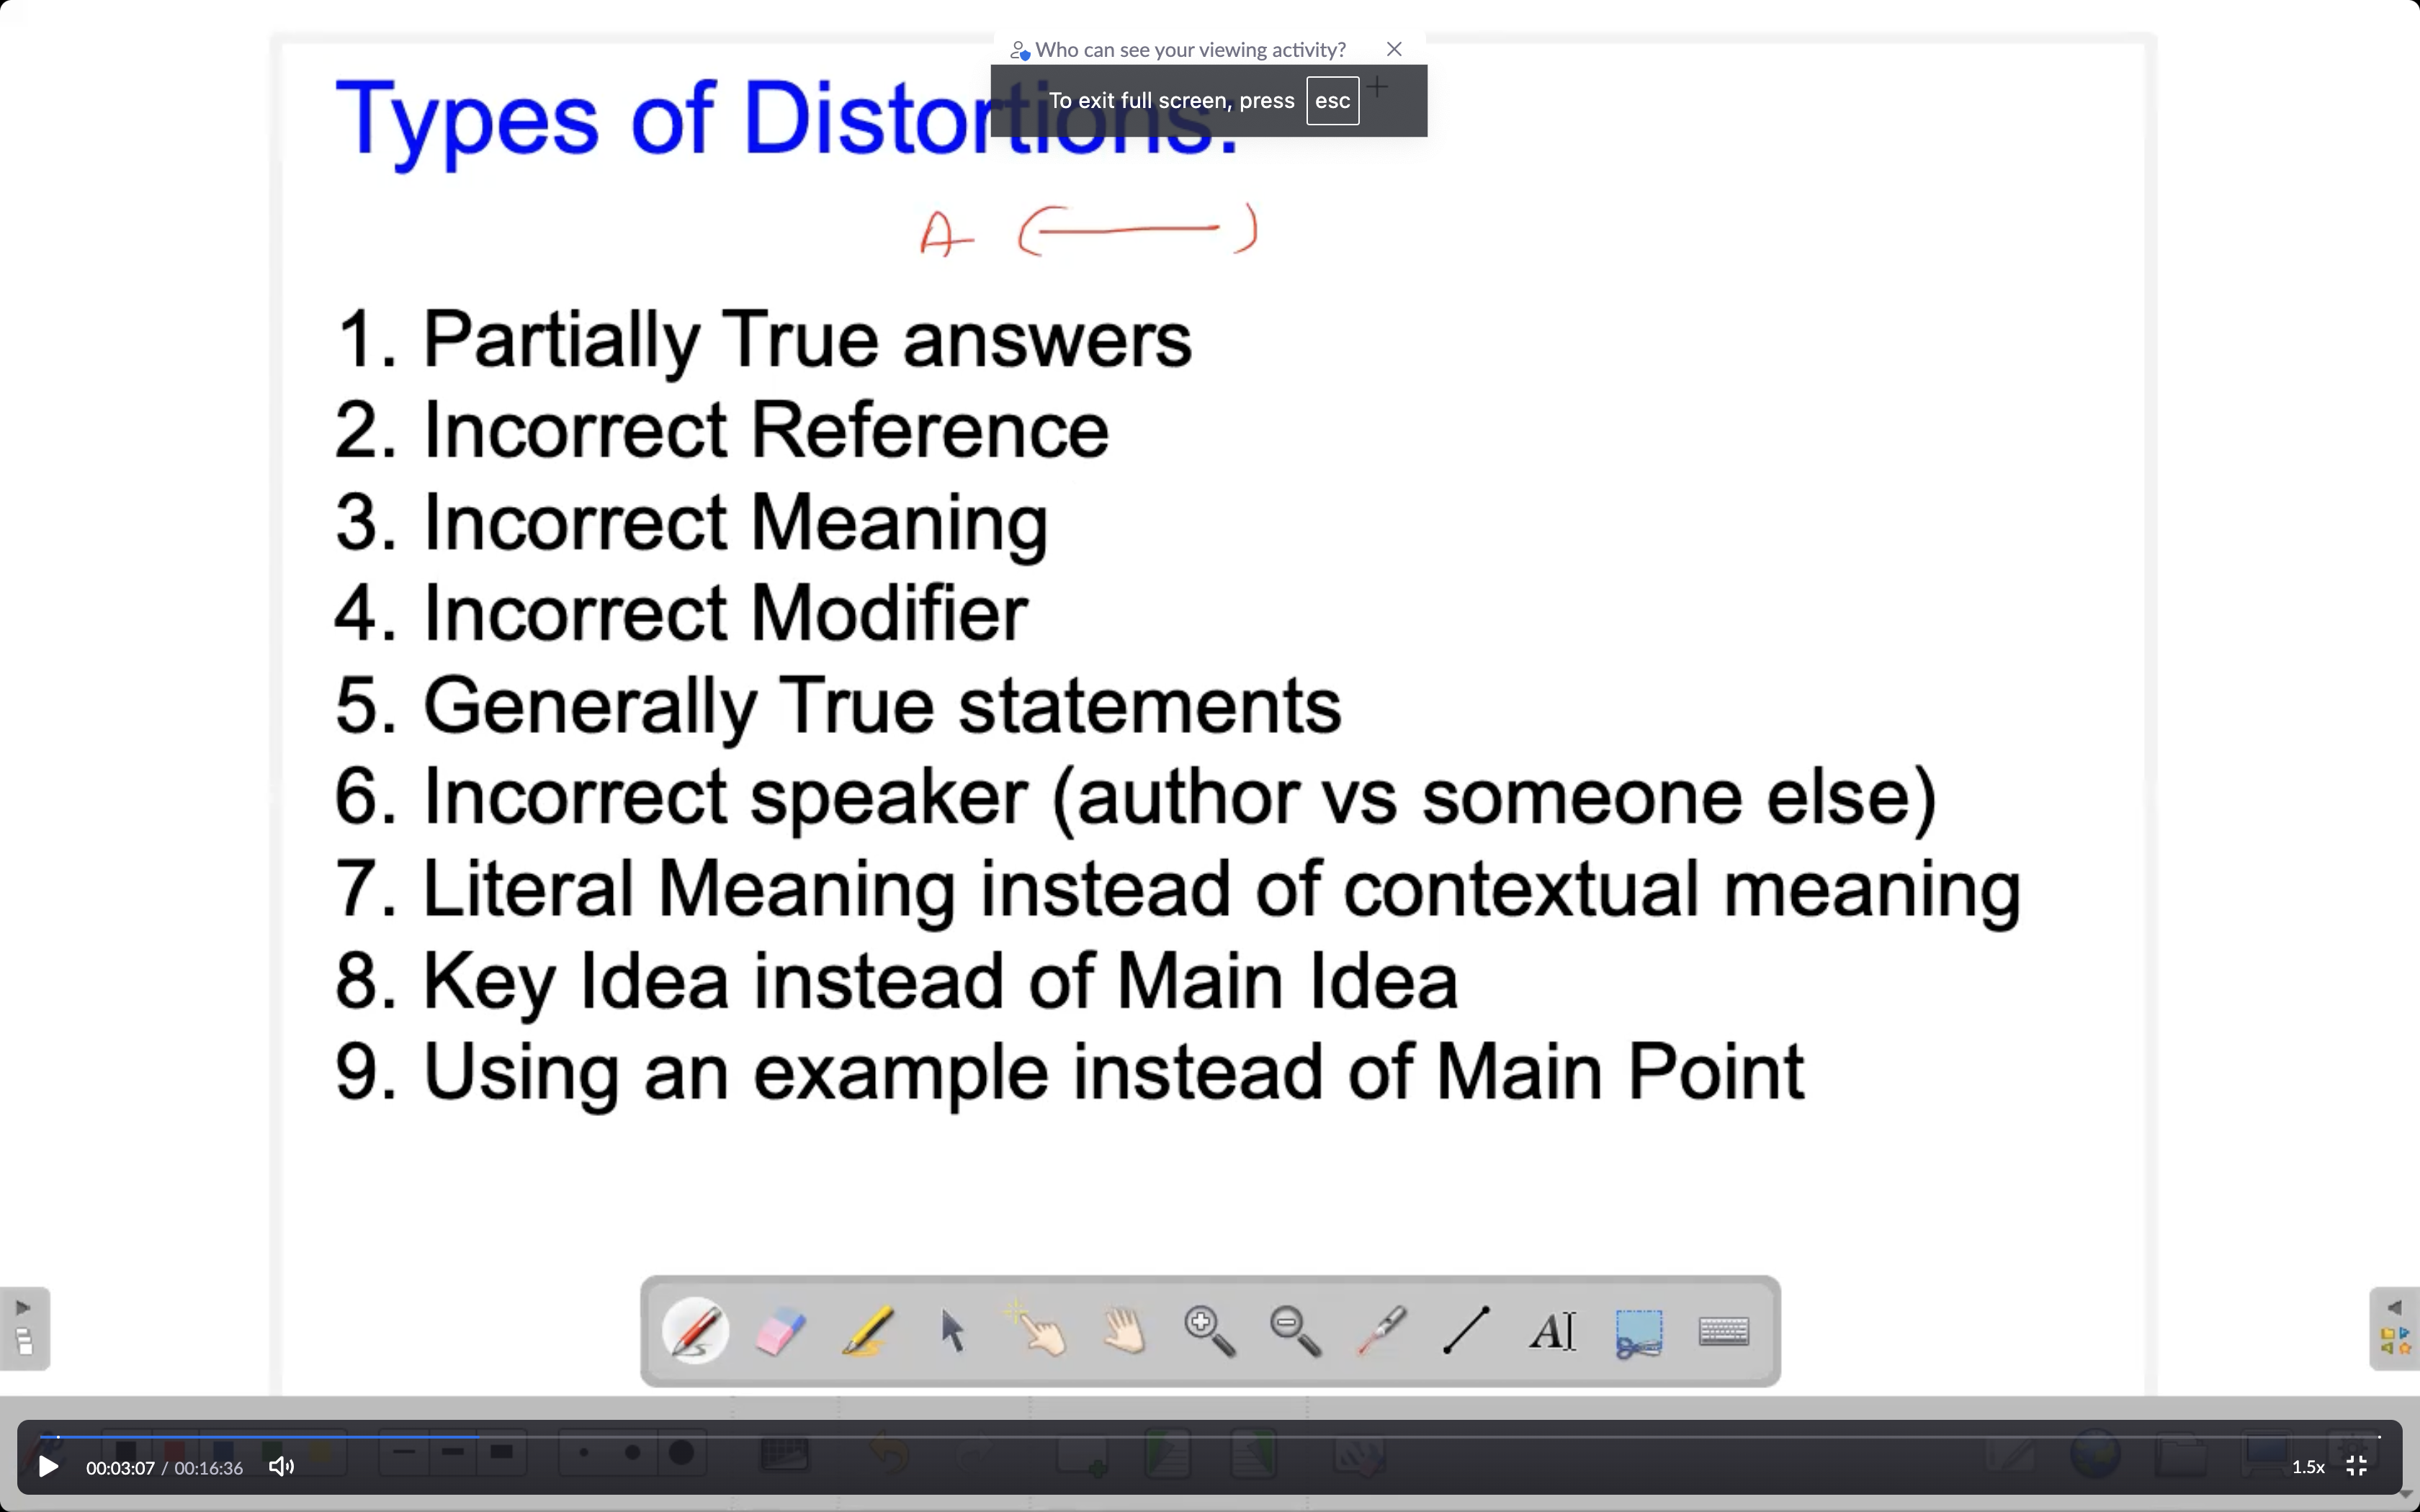 Who can see your viewing activity?
To exit full screen, press esc
Types of Distortions:
A (—)
1. Partially True answers
2. Incorrect Reference
3. Incorrect Meaning
4. Incorrect Modifier
5. Generally True statements
6. Incorrect speaker (author vs someone else)
7. Literal Meaning instead of contextual meaning
8. Key Idea instead of Main Idea
9. Using an example instead of Main Point
AI
00:03:07 / 00:16:36
1.5x